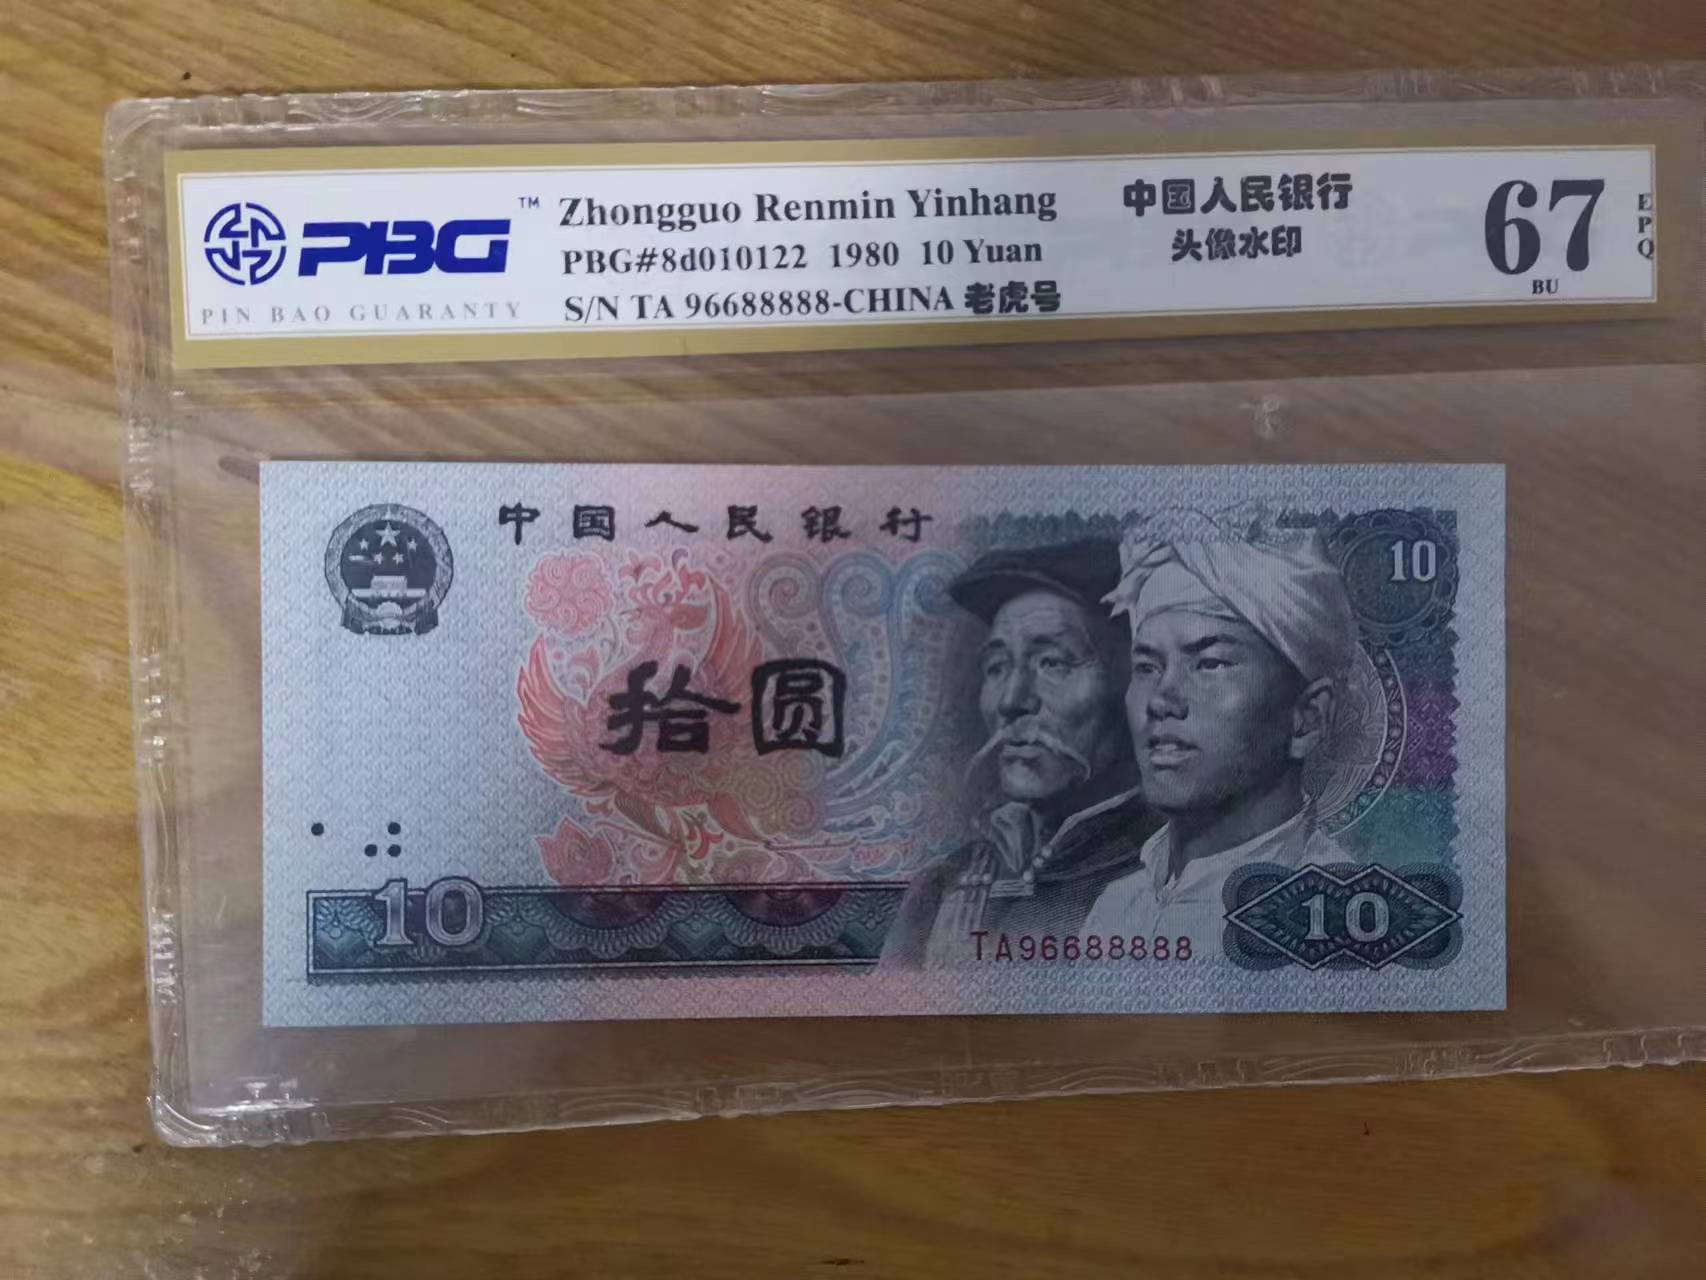 PBG™
PIN BAO GUARANTY
Zhongguo Renmin Yinhang
PBG#8d010122 1980 10 Yuan
S/N TA 96688888-CHINA 老虎号
中国人民银行
头像水印
67
BU
EPQ
中国人民银行
10
拾圆
10
TA96688888
10